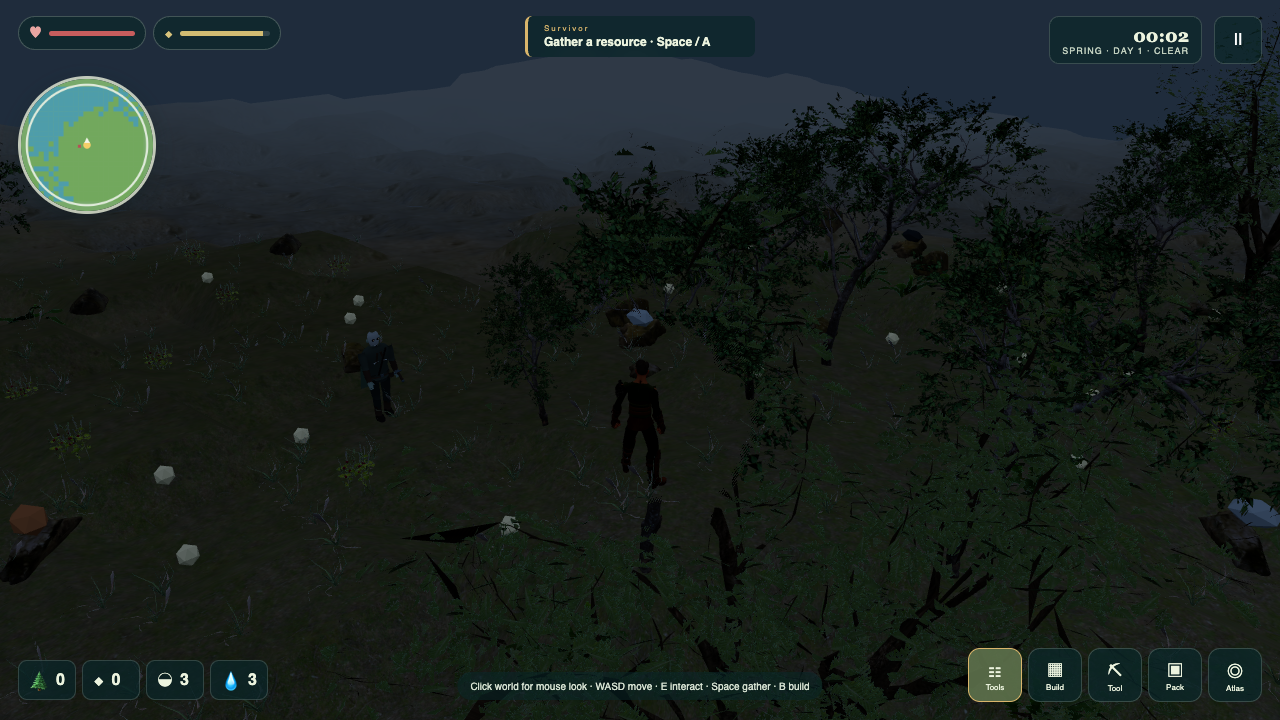 Survivor
Gather a resource · Space / A
00:02
SPRING · DAY 1 · CLEAR
0
0
3
3
Click world for mouse look · WASD move · E interact · Space gather · B build
Tools
Build
Tool
Pack
Atlas